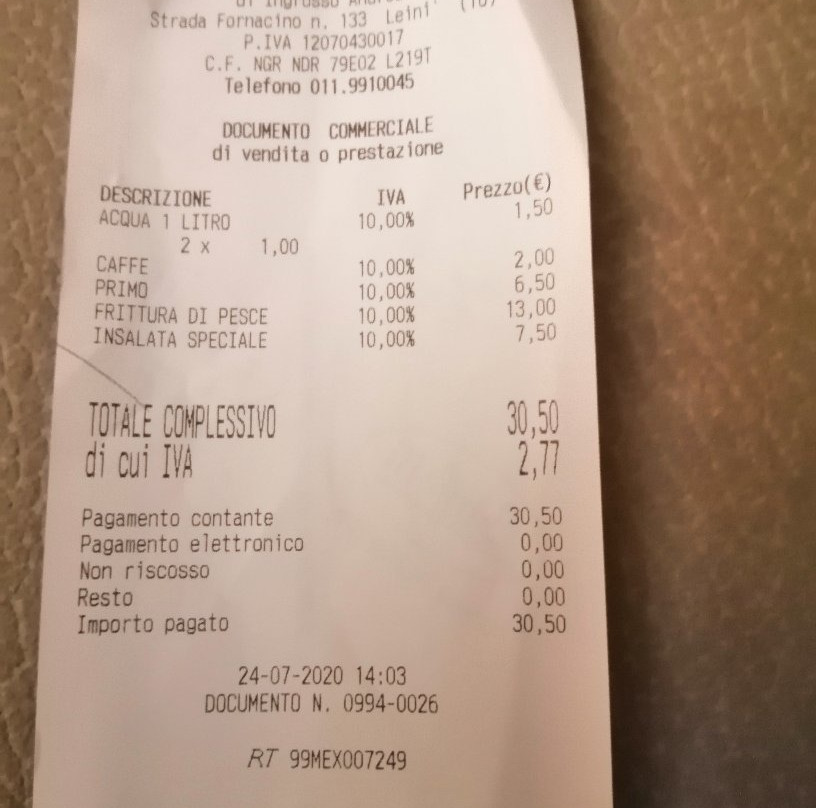 di Ingrosso
Strada Fornacino n. 133 Leini'
P.IVA 12070430017
C.F. NGR NDR 79E02 L219T
Telefono 011.9910045
DOCUMENTO COMMERCIALE
di vendita o prestazione
DESCRIZIONE IVA Prezzo(€)
ACQUA 1 LITRO 10,00% 1,50
2 x 1,00
CAFFE 10,00% 2,00
PRIMO 10,00% 6,50
FRITTURA DI PESCE 10,00% 13,00
INSALATA SPECIALE 10,00% 7,50
TOTALE COMPLESSIVO 30,50
di cui IVA 2,77
Pagamento contante 30,50
Pagamento elettronico 0,00
Non riscosso 0,00
Resto 0,00
Importo pagato 30,50
24-07-2020 14:03
DOCUMENTO N. 0994-0026
RT 99MEX007249